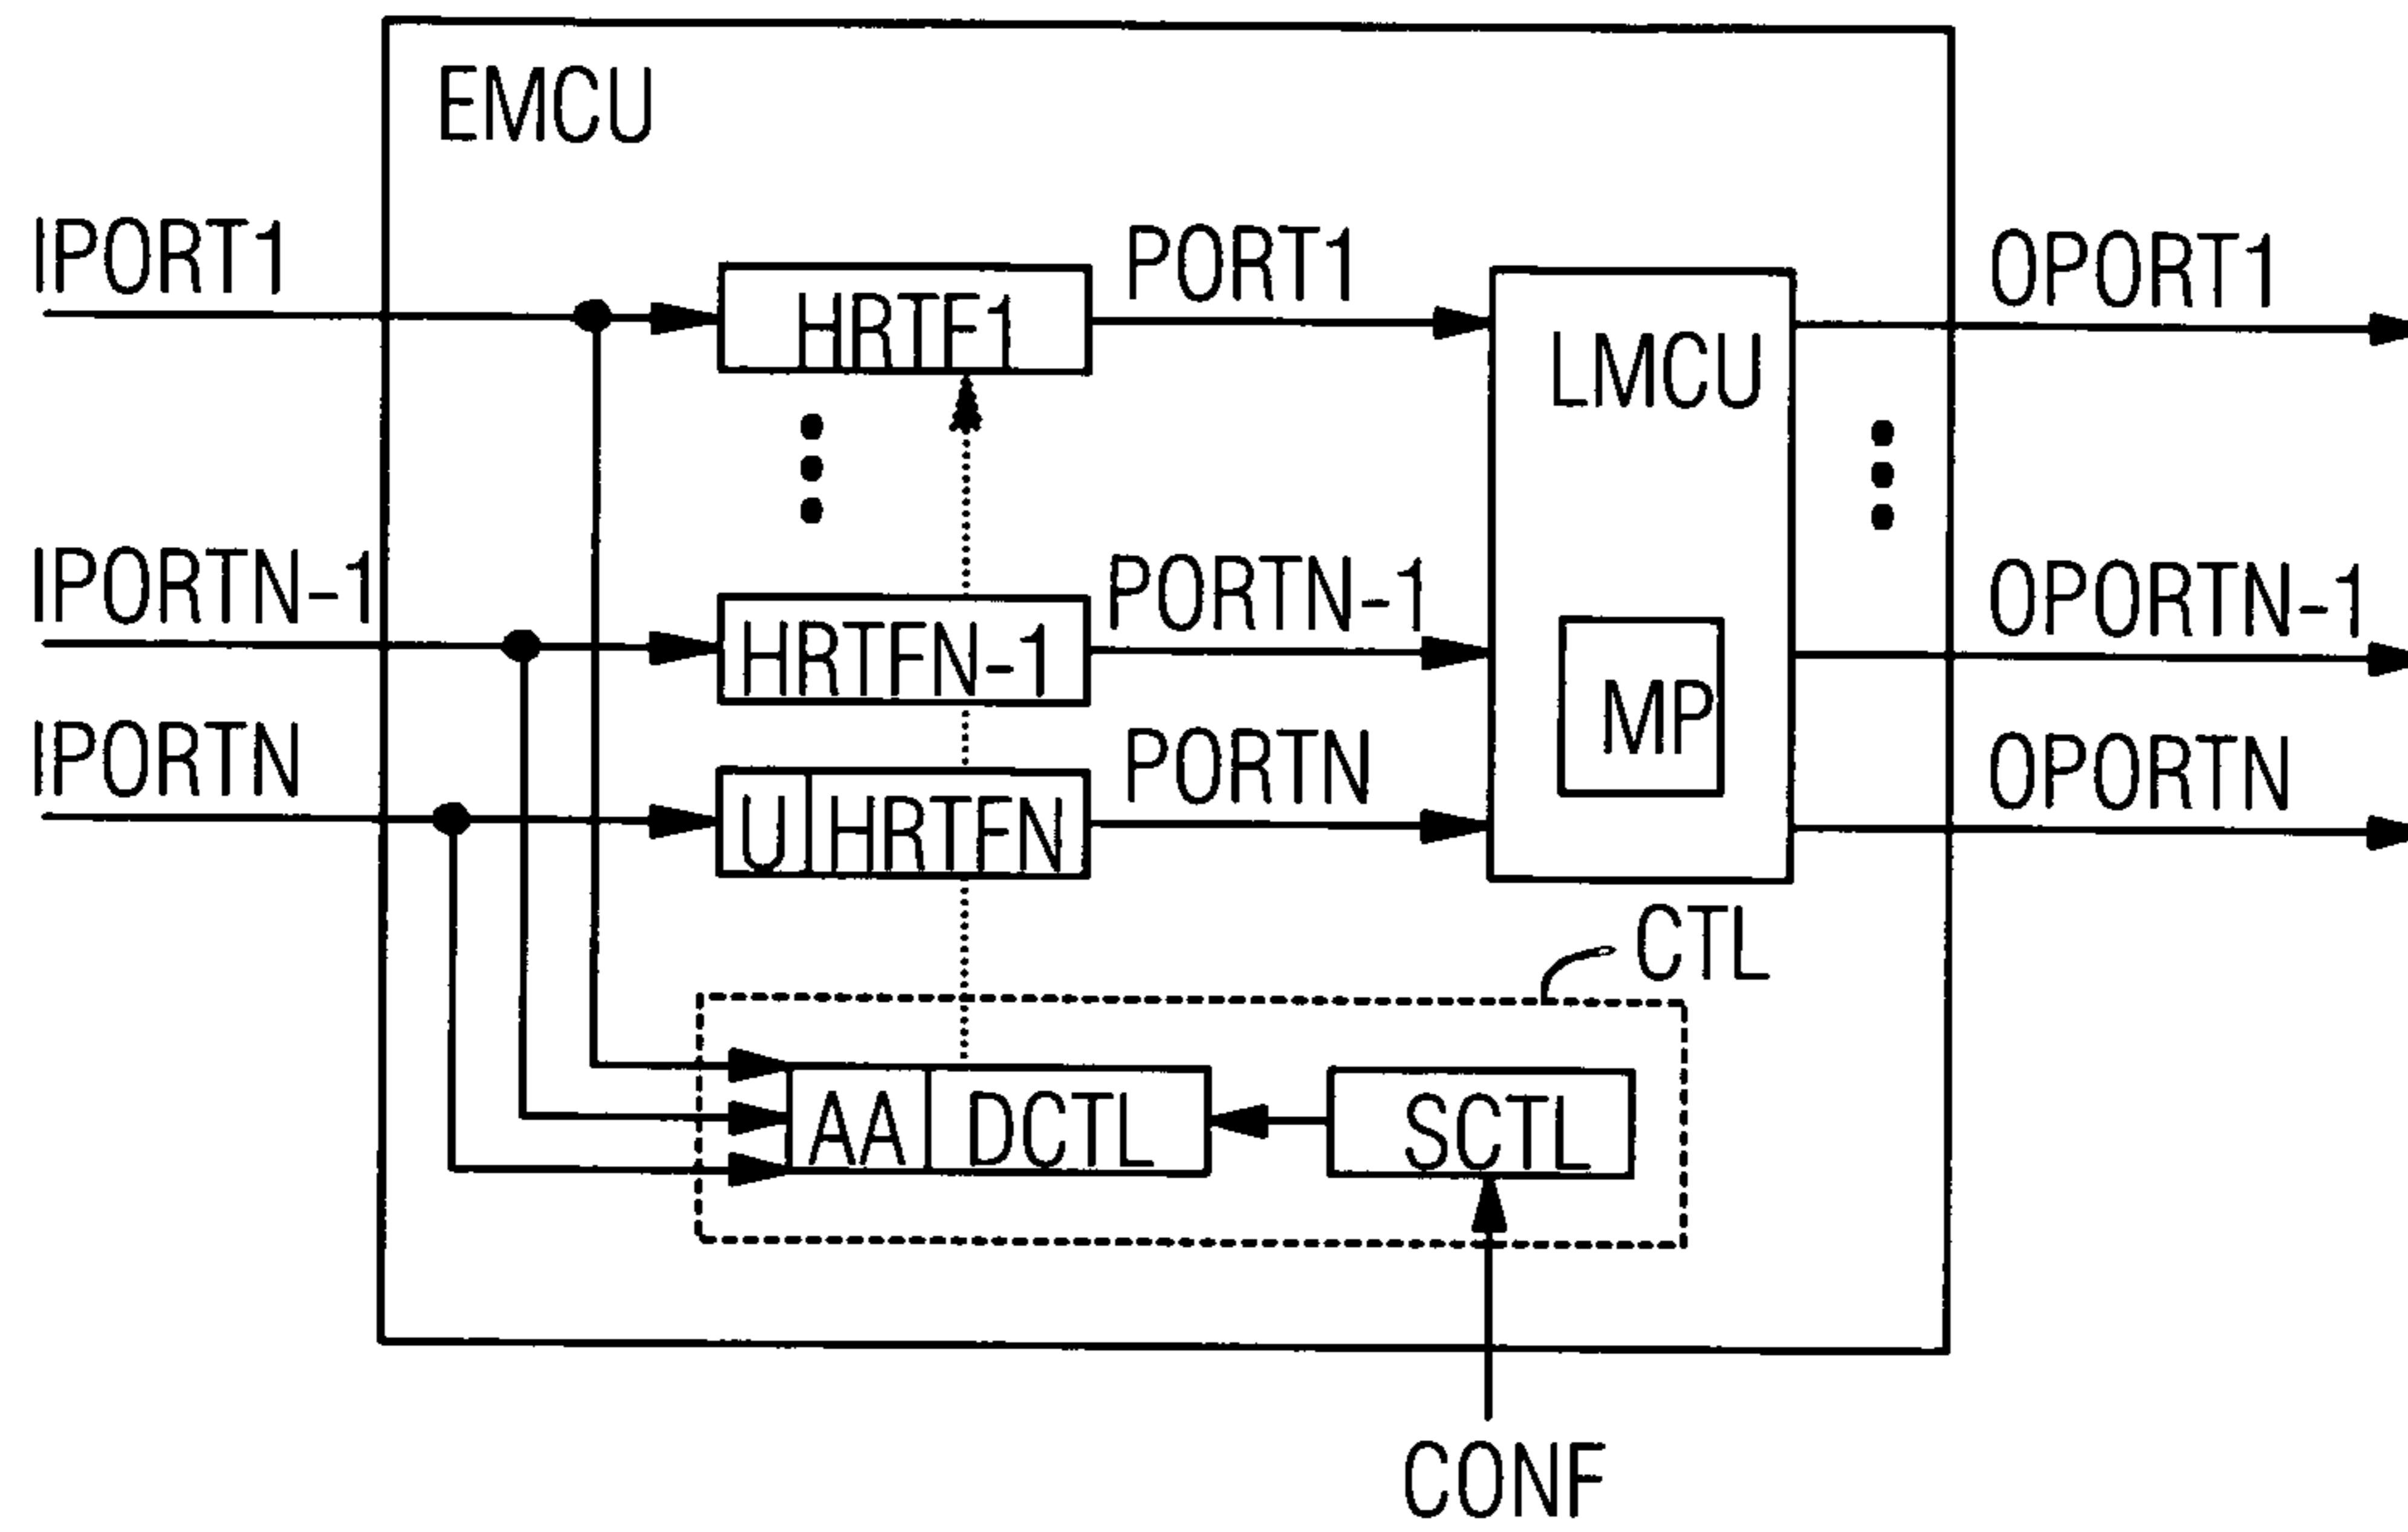 EMCU
IPORT1
HRTF1
PORT1
LMCU
OPORT1
IPORTN-1
HRTFN-1
PORTN-1
MP
OPORTN-1
IPORTN
U HRTFN
PORTN
OPORTN
CTL
AA DCTL
SCTL
CONF